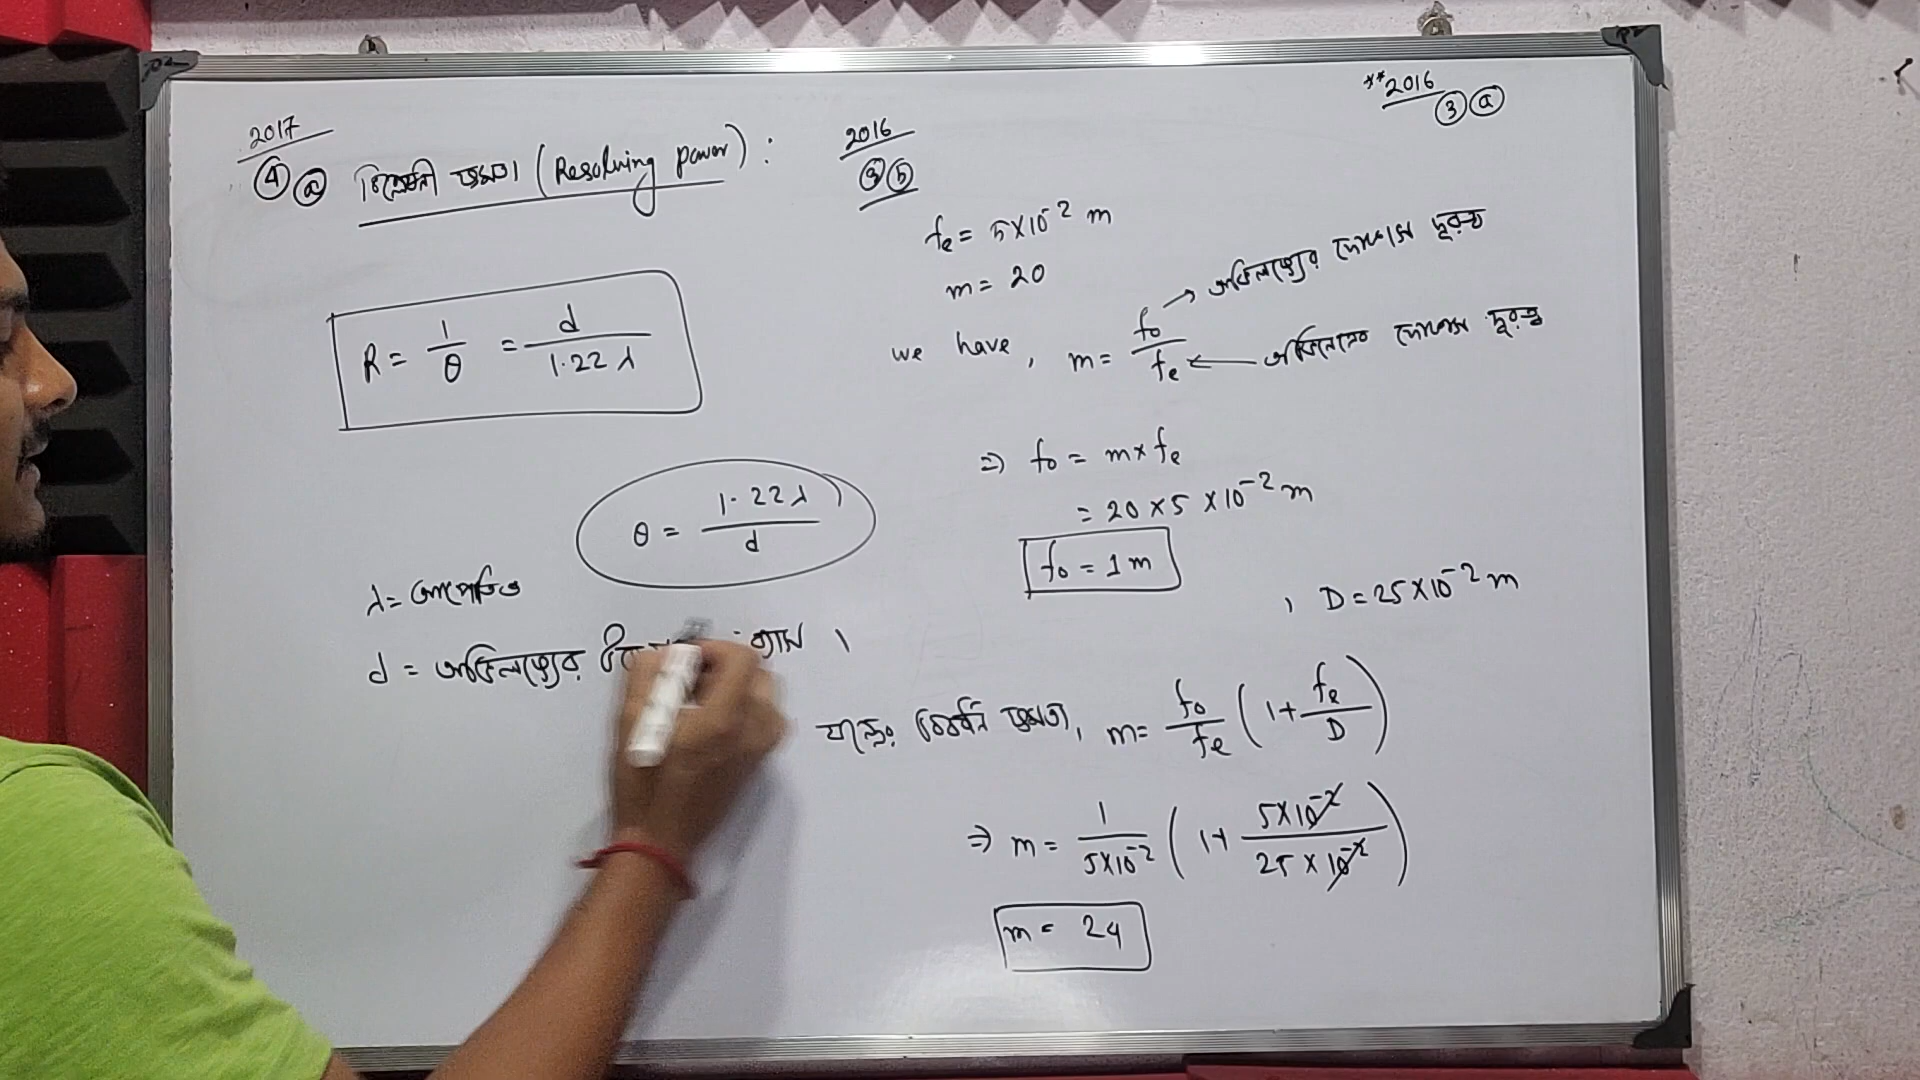 2017
④ ⓐ বিশ্লেষনী ক্ষমতা (Resolving power) :
R = 1/θ = d/1.22λ
θ = 1.22λ/d
λ = আপেতিত
d = অভিলক্ষ্যের ব্যাস ।
2016
③ ⓑ
fe = 5×10⁻² m
m = 20
we have, m = fo/fe
→ অভিলক্ষ্যের ফোকাস দূরত্ব
← অভিনেত্রের ফোকাস দূরত্ব
⇒ fo = m×fe
= 20 × 5 × 10⁻² m
fo = 1m
, D = 25×10⁻² m
যন্ত্রের বিবর্ধন ক্ষমতা, m = fo/fe (1+ fe/D)
⇒ m = 1/5×10⁻² (1+ 5×10⁻²/25×10⁻²)
m = 24
**2016
③ ⓐ